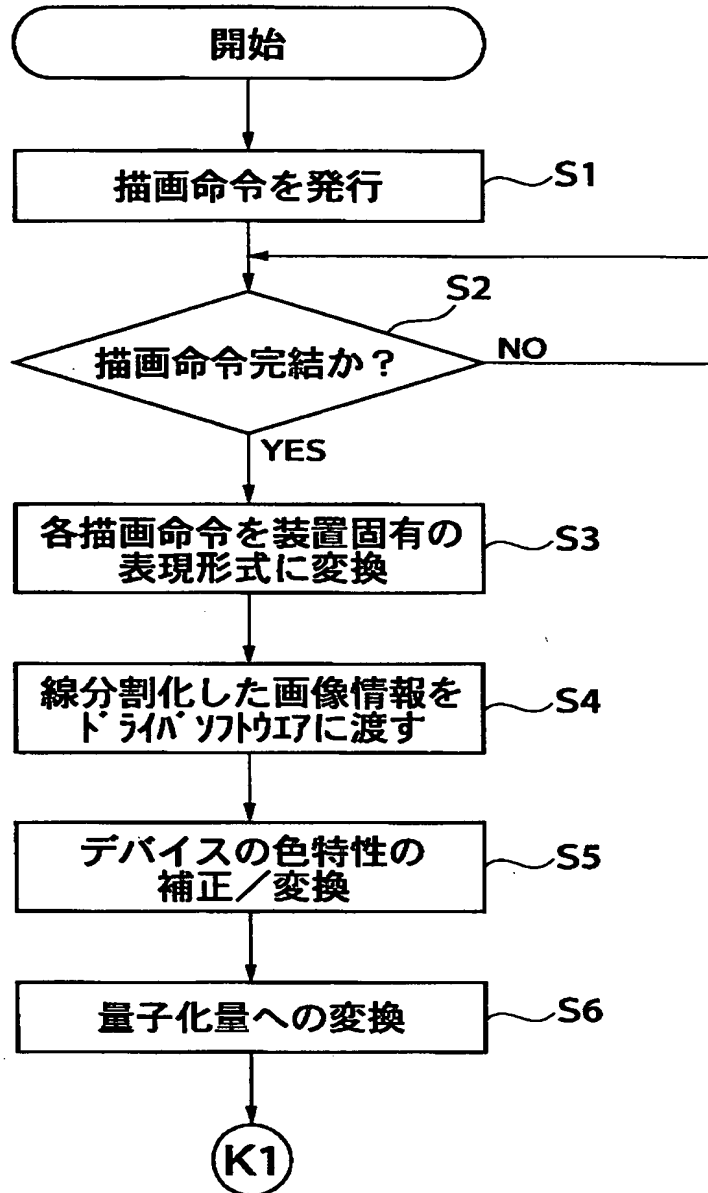 開始
描画命令を発行
S1
S2
描画命令完結か？
NO
YES
各描画命令を装置固有の
表現形式に変換
S3
線分割化した画像情報を
ﾄﾞﾗｲﾊﾞｿﾌﾄｳｴｱに渡す
S4
デバイスの色特性の
補正／変換
S5
量子化量への変換
S6
K1